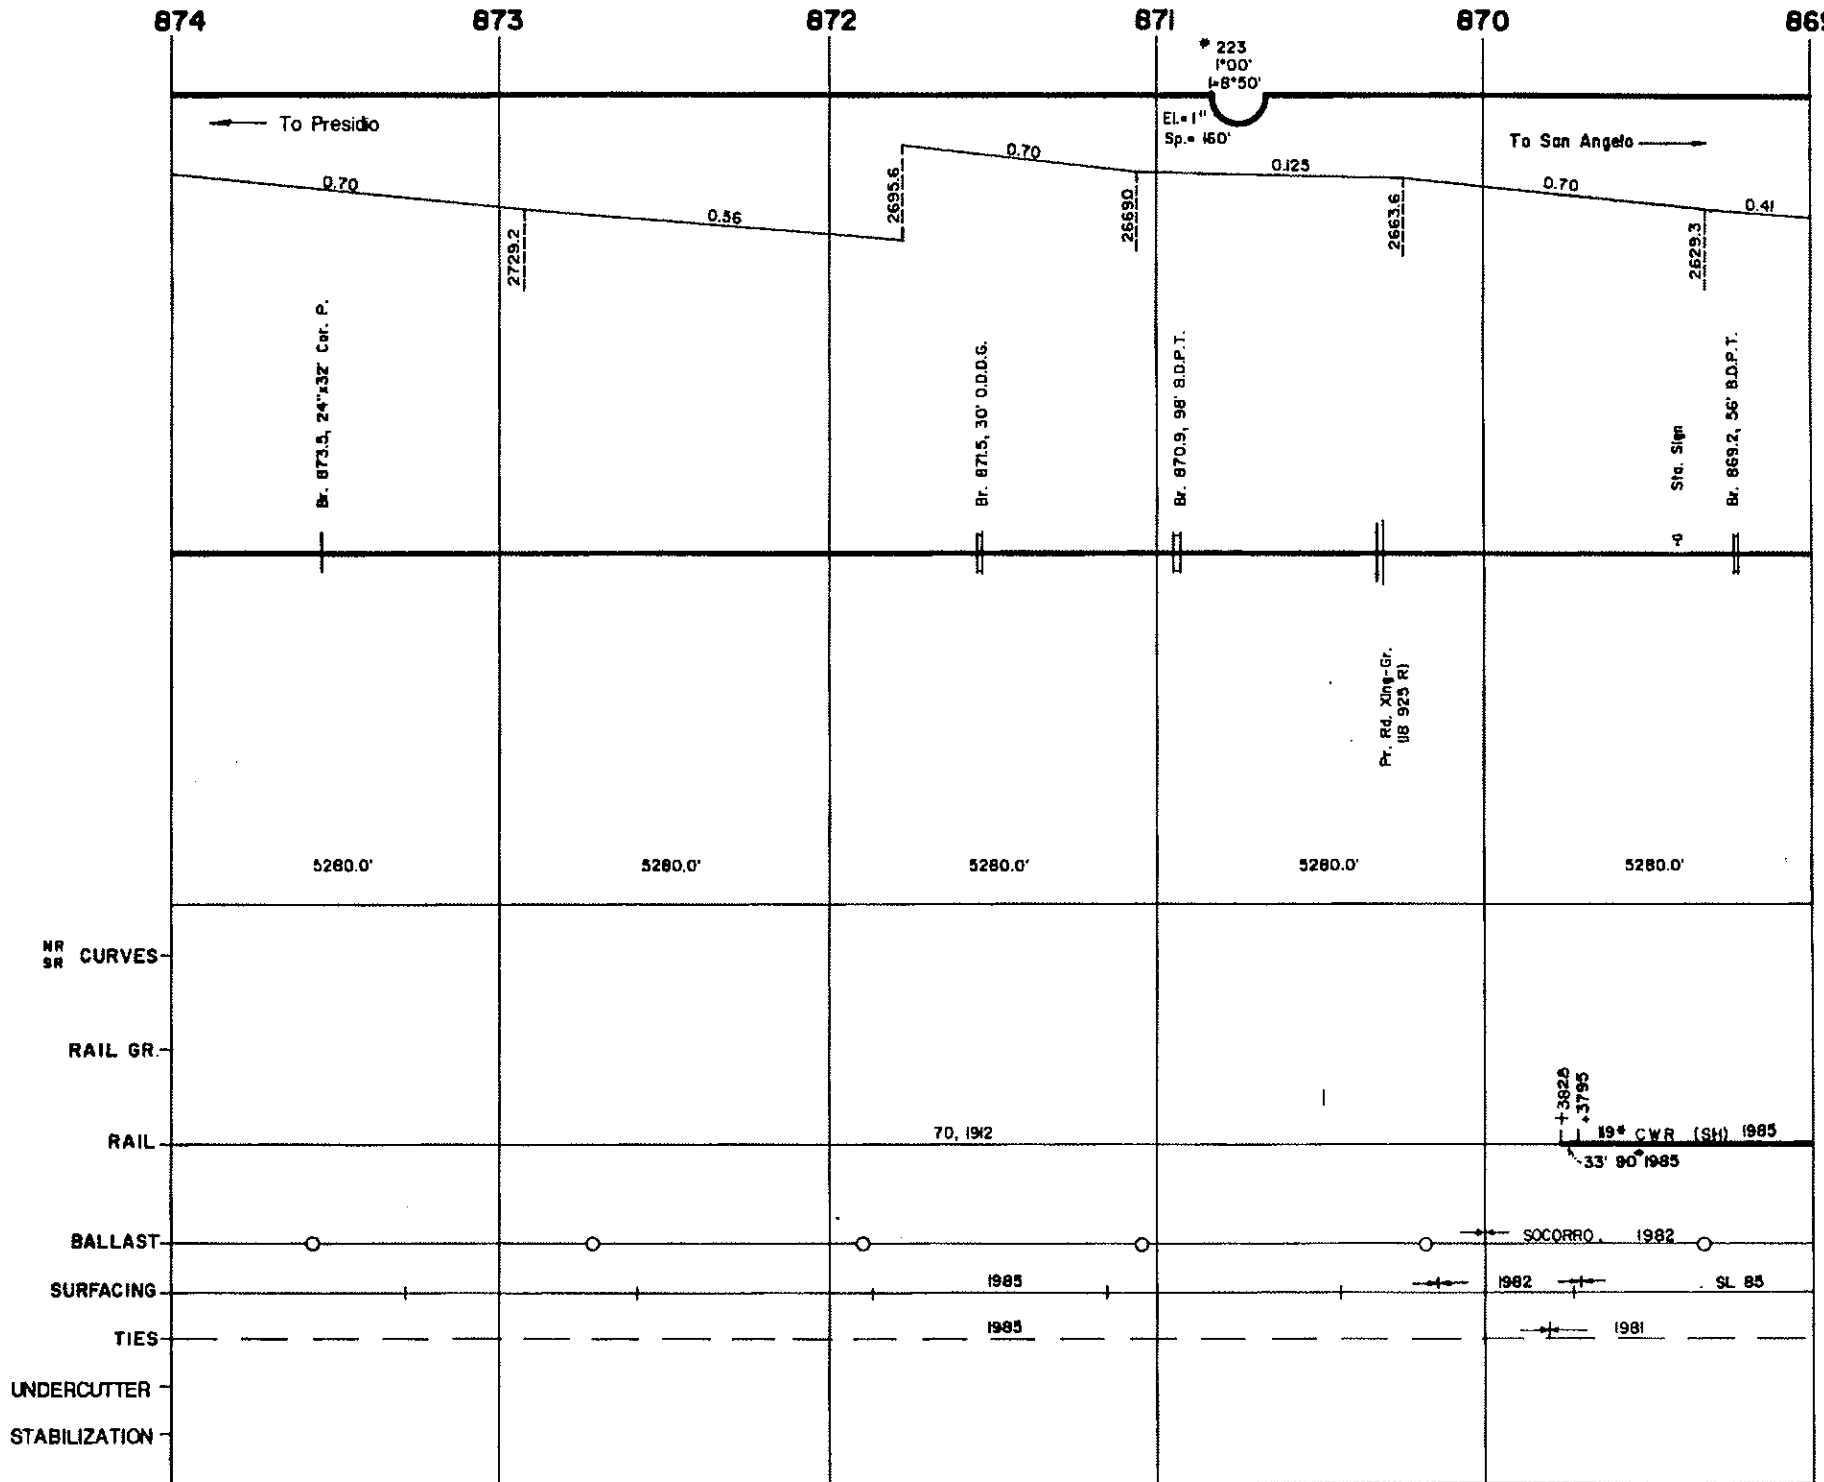 874 873 872 871 870 869
# 223
1°00'
I=8°50'
El.= 1"
Sp.= 160'
To Presidio
To San Angelo
0.70
0.56
0.70
0.125
0.70
0.41
2729.2
2695.6
2669.0
2663.6
2629.3
Br. 873.5, 24"x32' Cor. P.
Br. 871.5, 30' O.D.D.G.
Br. 870.9, 98' B.D.P.T.
Sta. Sign
Br. 869.2, 56' B.D.P.T.
Pr. Rd. Xing-Gr.
(118 925 R)
5280.0' 5280.0' 5280.0' 5280.0' 5280.0'
NR
SR
CURVES
RAIL GR.
+3828
+3795
RAIL
70, 1912
119# CWR (SH) 1985
33' 90# 1985
BALLAST
SOCORRO, 1982
SURFACING
1985
1982
SL 85
TIES
1985
1981
UNDERCUTTER
STABILIZATION